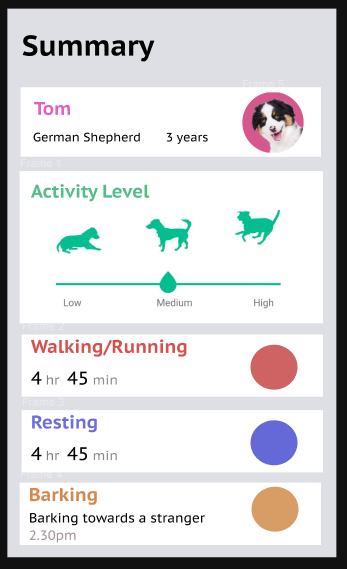 Summary
Frame 5
Tom
German Shepherd 3 years
Frame 1
Activity Level
Low Medium High
Frame 2
Walking/Running
4 hr 45 min
Frame 3
Resting
4 hr 45 min
Frame 4
Barking
Barking towards a stranger
2.30pm